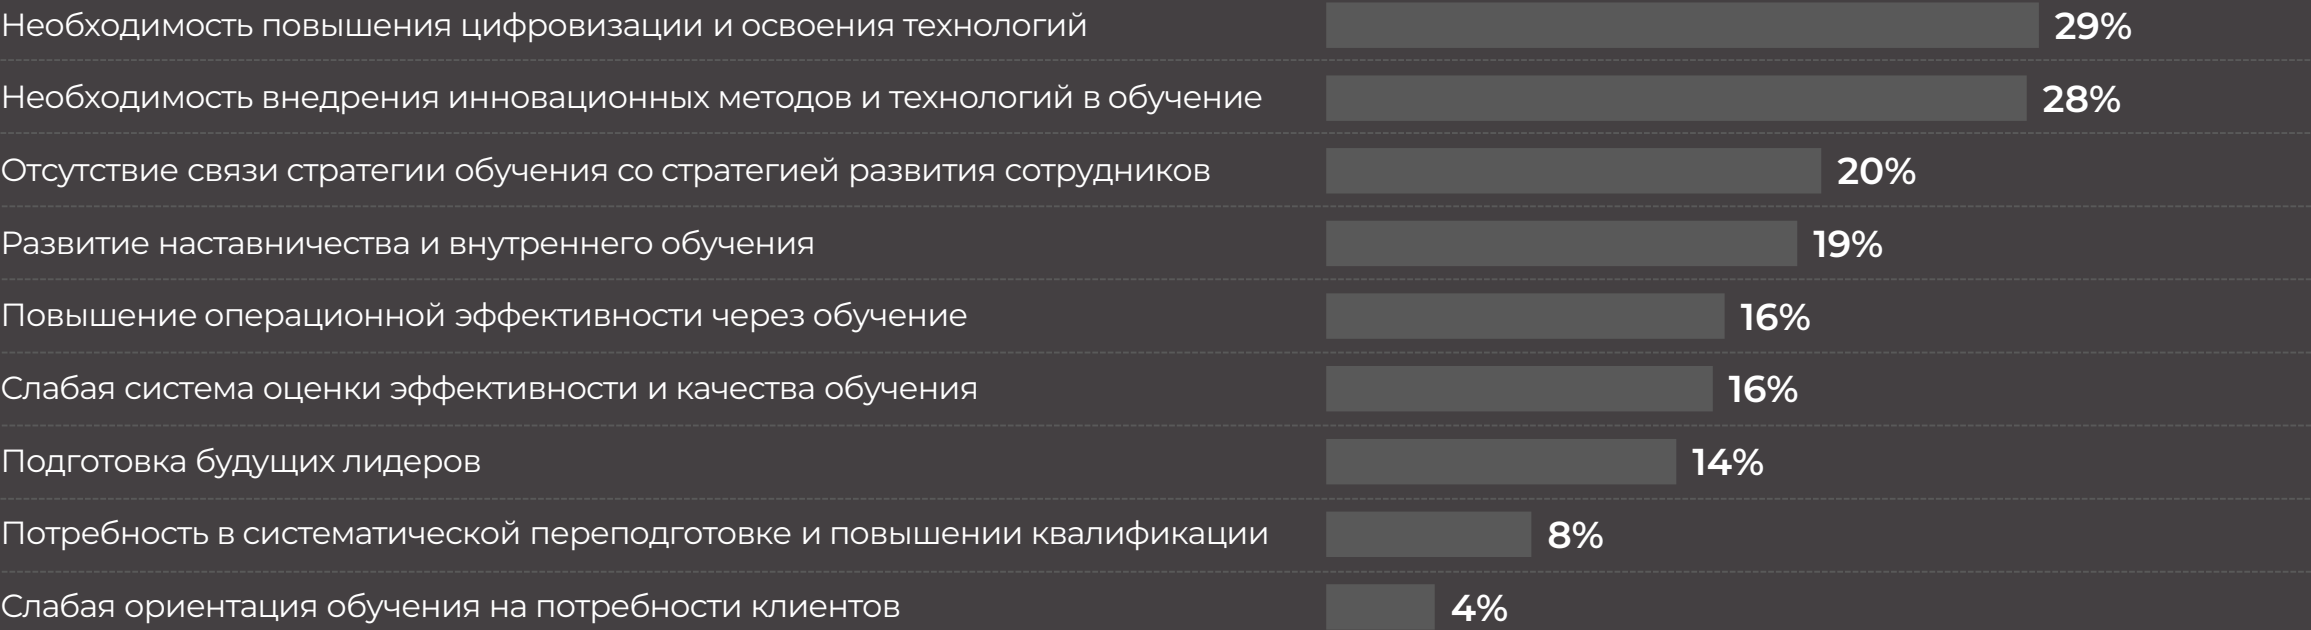 Необходимость повышения цифровизации и освоения технологий 29%
Необходимость внедрения инновационных методов и технологий в обучение 28%
Отсутствие связи стратегии обучения со стратегией развития сотрудников 20%
Развитие наставничества и внутреннего обучения 19%
Повышение операционной эффективности через обучение 16%
Слабая система оценки эффективности и качества обучения 16%
Подготовка будущих лидеров 14%
Потребность в систематической переподготовке и повышении квалификации 8%
Слабая ориентация обучения на потребности клиентов 4%